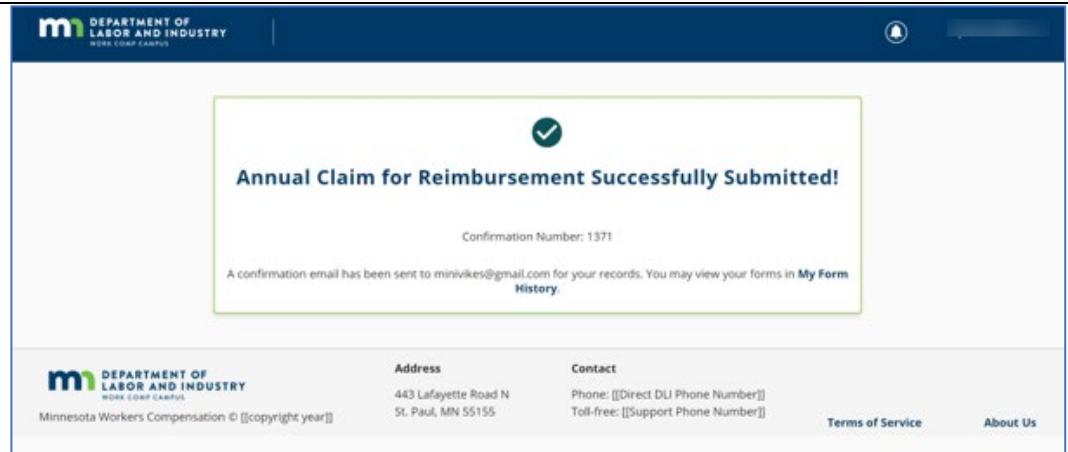 mn DEPARTMENT OF
LABOR AND INDUSTRY
WORK COMP CAMPUS
Annual Claim for Reimbursement Successfully Submitted!
Confirmation Number: 1371
A confirmation email has been sent to minivikes@gmail.com for your records. You may view your forms in My Form
History.
mn DEPARTMENT OF
LABOR AND INDUSTRY
WORK COMP CAMPUS
Minnesota Workers Compensation © [[copyright year]]
Address
443 Lafayette Road N
St. Paul, MN 55155
Contact
Phone: [[Direct DLI Phone Number]]
Toll-free: [[Support Phone Number]]
Terms of Service
About Us